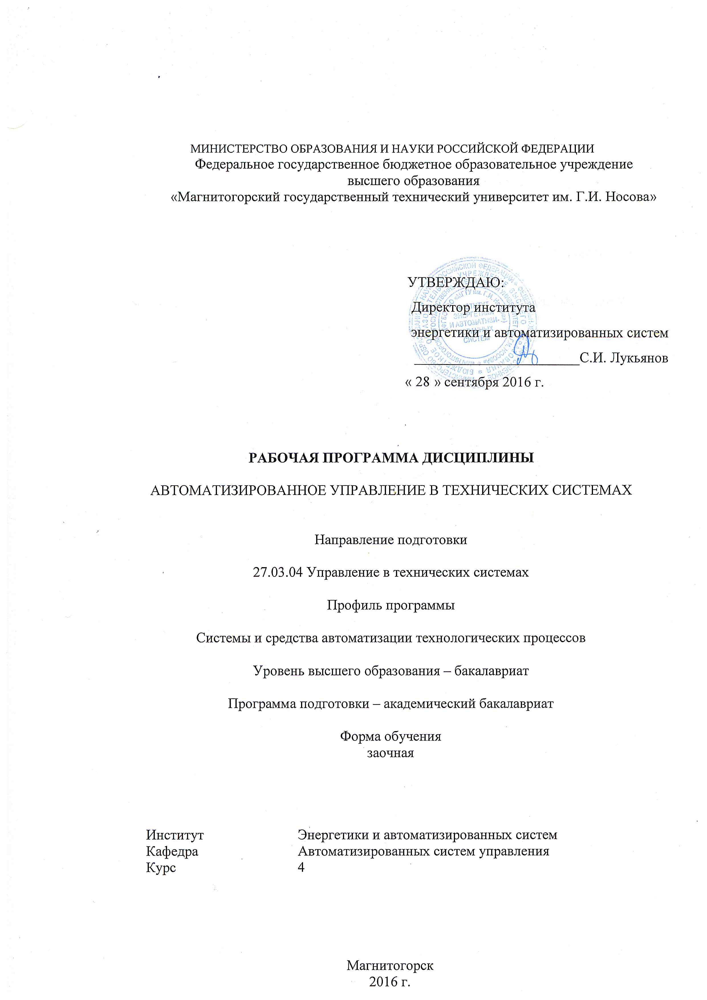 МИНИСТЕРСТВО ОБРАЗОВАНИЯ И НАУКИ РОССИЙСКОЙ ФЕДЕРАЦИИ
Федеральное государственное бюджетное образовательное учреждение
высшего образования
«Магнитогорский государственный технический университет им. Г.И. Носова»
УТВЕРЖДАЮ:
Директор института
энергетики и автоматизированных систем
С.И. Лукьянов
« 28 » сентября 2016 г.
ЭНЕРГЕТИКИ
И АВТОМАТИЗИ-
СИСТЕМ
РАБОЧАЯ ПРОГРАММА ДИСЦИПЛИНЫ
АВТОМАТИЗИРОВАННОЕ УПРАВЛЕНИЕ В ТЕХНИЧЕСКИХ СИСТЕМАХ
Направление подготовки
27.03.04 Управление в технических системах
Профиль программы
Системы и средства автоматизации технологических процессов
Уровень высшего образования – бакалавриат
Программа подготовки – академический бакалавриат
Форма обучения
заочная
Институт Энергетики и автоматизированных систем
Кафедра Автоматизированных систем управления
Курс 4
Магнитогорск
2016 г.